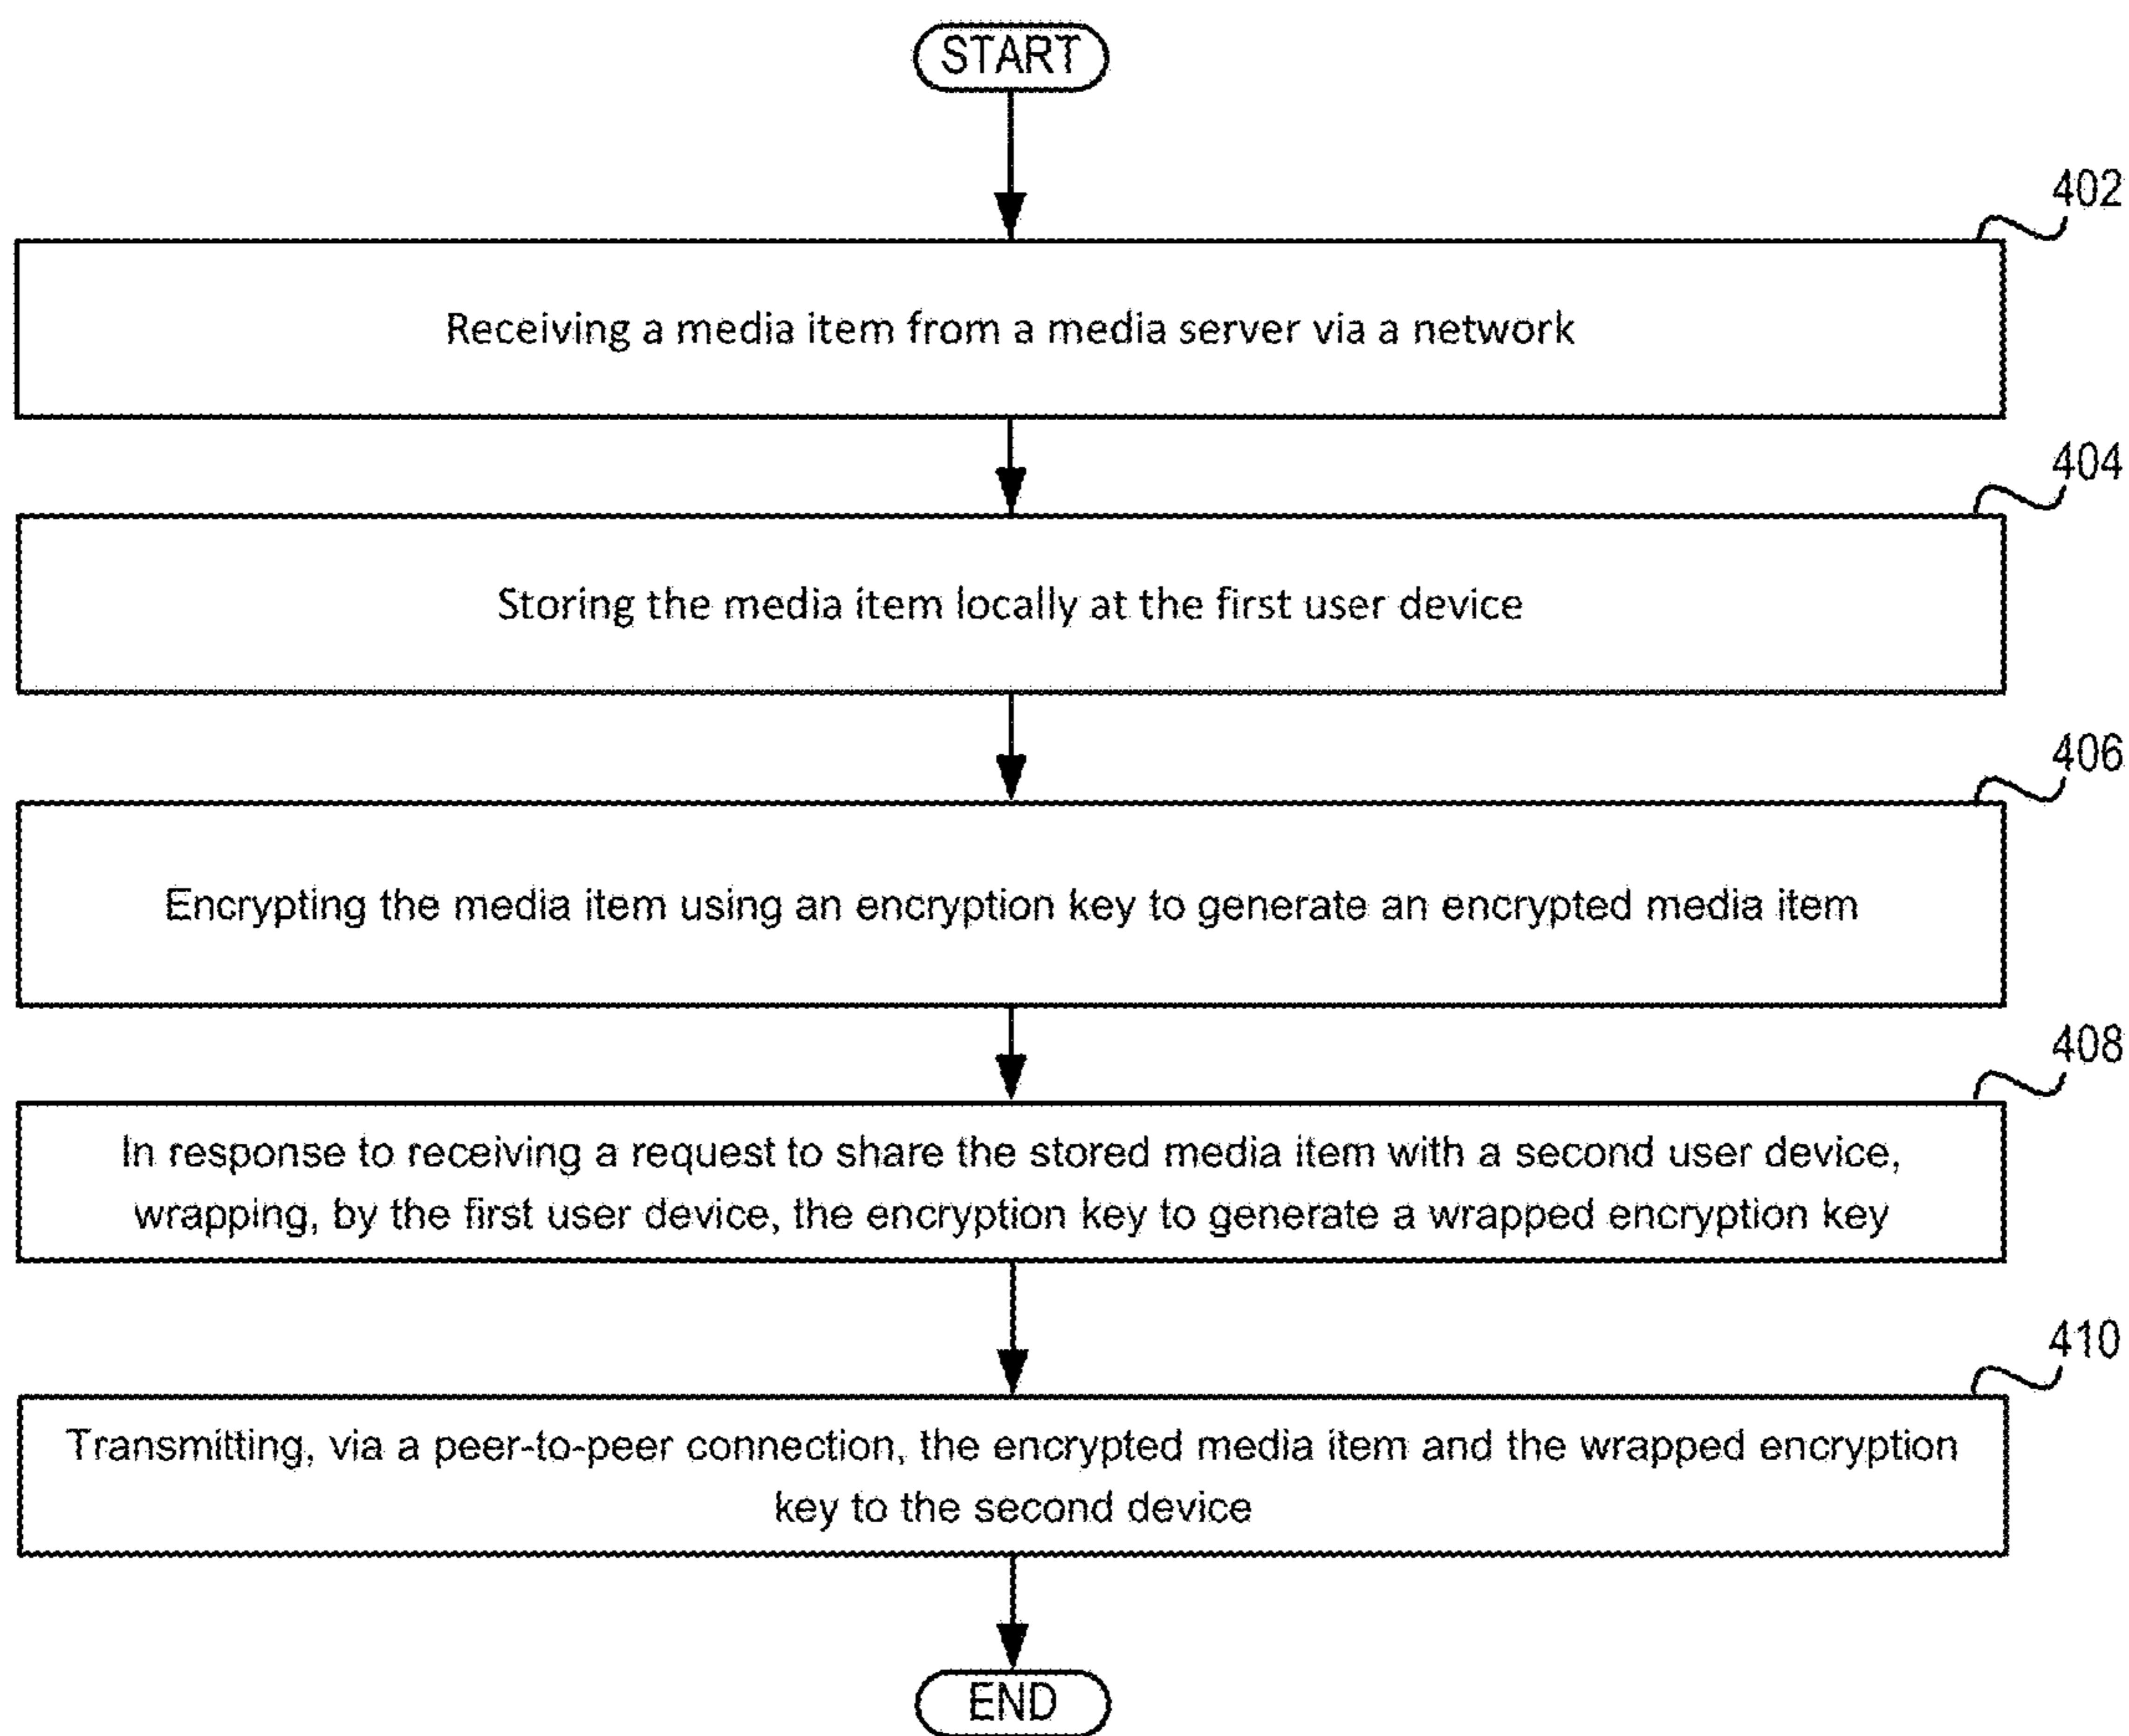 START
402
Receiving a media item from a media server via a network
404
Storing the media item locally at the first user device
406
Encrypting the media item using an encryption key to generate an encrypted media item
408
In response to receiving a request to share the stored media item with a second user device,
wrapping, by the first user device, the encryption key to generate a wrapped encryption key
410
Transmitting, via a peer-to-peer connection, the encrypted media item and the wrapped encryption
key to the second device
END